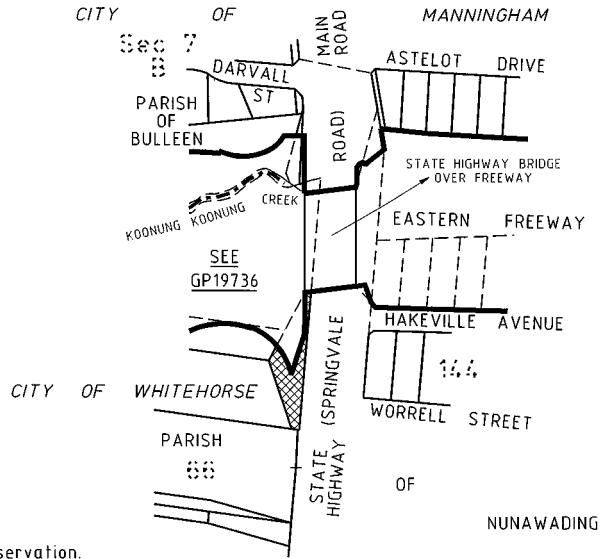 CITY OF MANNINGHAM
Sec 7
B
DARVALL
ST
MAIN
ROAD
ASTELOT DRIVE
PARISH
OF
BULLEEN
ROAD)
STATE HIGHWAY BRIDGE
OVER FREEWAY
KOONUNG KOONUNG CREEK
EASTERN FREEWAY
SEE
GP19736
HAKEVILLE AVENUE
144
CITY OF WHITEHORSE
(SPRINGVALE
WORRELL STREET
PARISH
66
STATE
HIGHWAY
OF
NUNAWADING
servation.